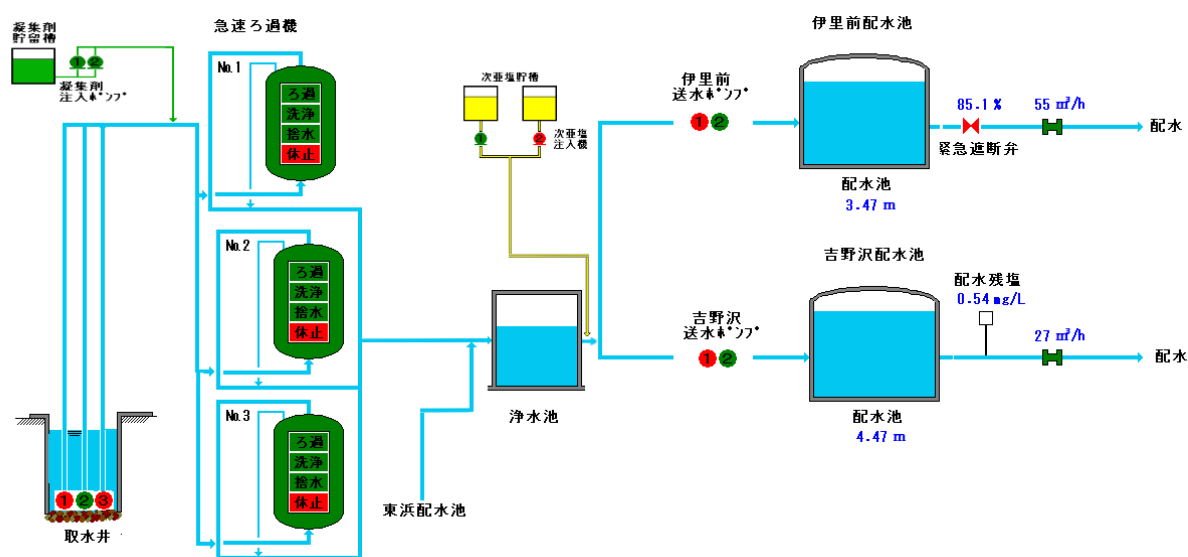 凝集剤
貯留槽
①②
凝集剤
注入ポンプ
急速ろ過機
No.1
ろ過
洗浄
捨水
休止
No.2
ろ過
洗浄
捨水
休止
No.3
ろ過
洗浄
捨水
休止
①②③
取水井
東浜配水池
次亜塩貯槽
①
②
次亜塩
注入機
浄水池
伊里前
送水ポンプ
①②
伊里前配水池
配水池
3.47 m
85.1 %
緊急遮断弁
55 m³/h
配水
吉野沢
送水ポンプ
①②
吉野沢配水池
配水池
4.47 m
配水残塩
0.54 mg/L
27 m³/h
配水